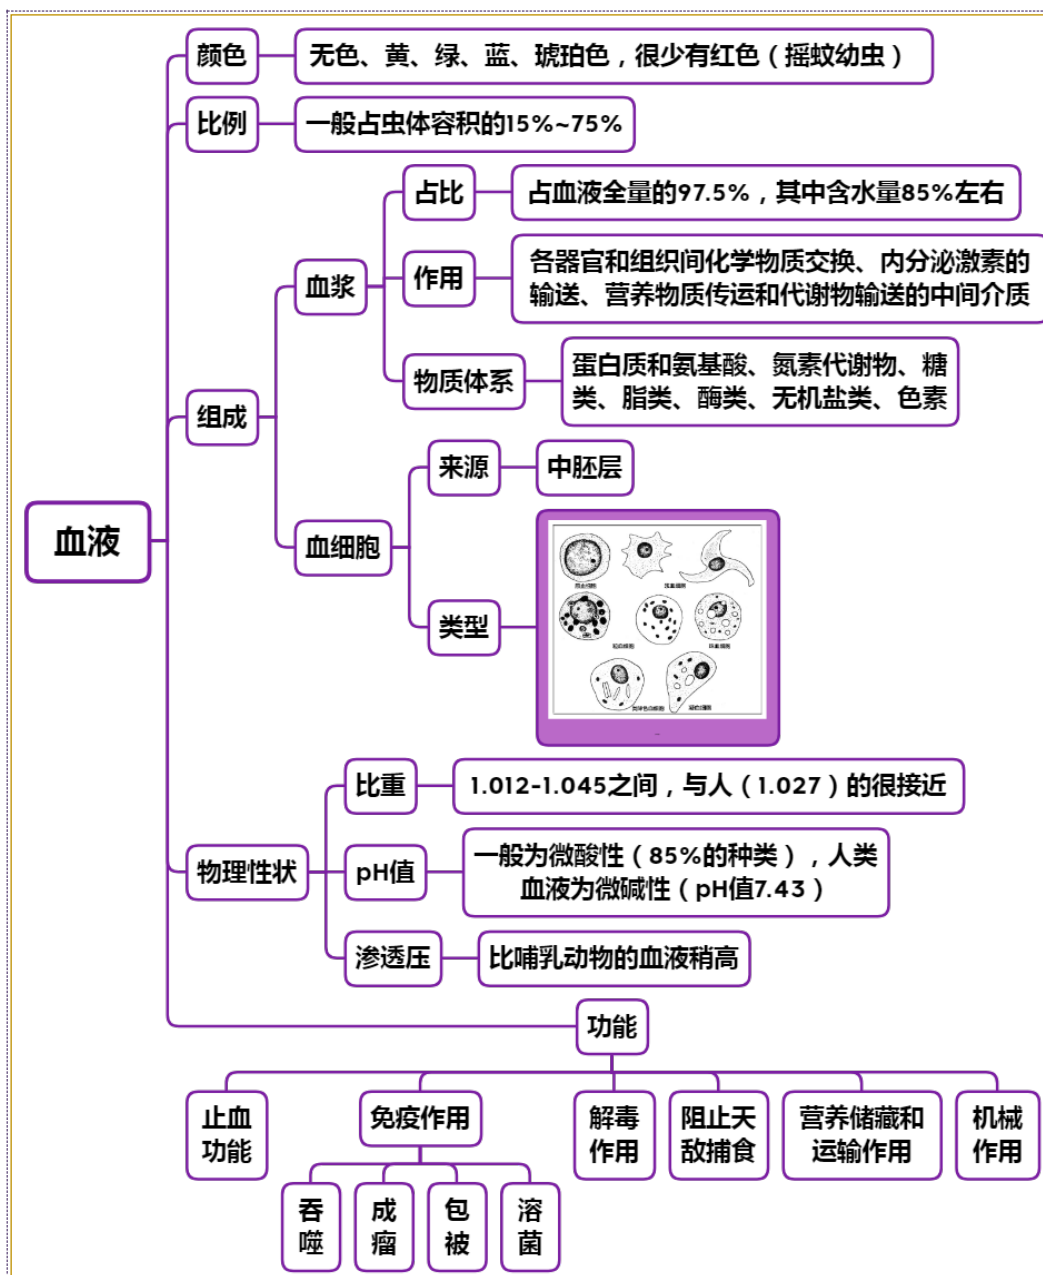 颜色
无色、黄、绿、蓝、琥珀色，很少有红色（摇蚊幼虫）
比例
一般占虫体容积的15%~75%
占比
占血液全量的97.5%，其中含水量85%左右
血浆
作用
各器官和组织间化学物质交换、内分泌激素的
输送、营养物质传运和代谢物输送的中间介质
物质体系
蛋白质和氨基酸、氮素代谢物、糖
类、脂类、酶类、无机盐类、色素
组成
来源
中胚层
血液
血细胞
类型
比重
1.012-1.045之间，与人（1.027）的很接近
物理性状
pH值
一般为微酸性（85%的种类），人类
血液为微碱性（pH值7.43）
渗透压
比哺乳动物的血液稍高
功能
止血
功能
免疫作用
解毒
作用
阻止天
敌捕食
营养储藏和
运输作用
机械
作用
吞
噬
成
瘤
包
被
溶
菌